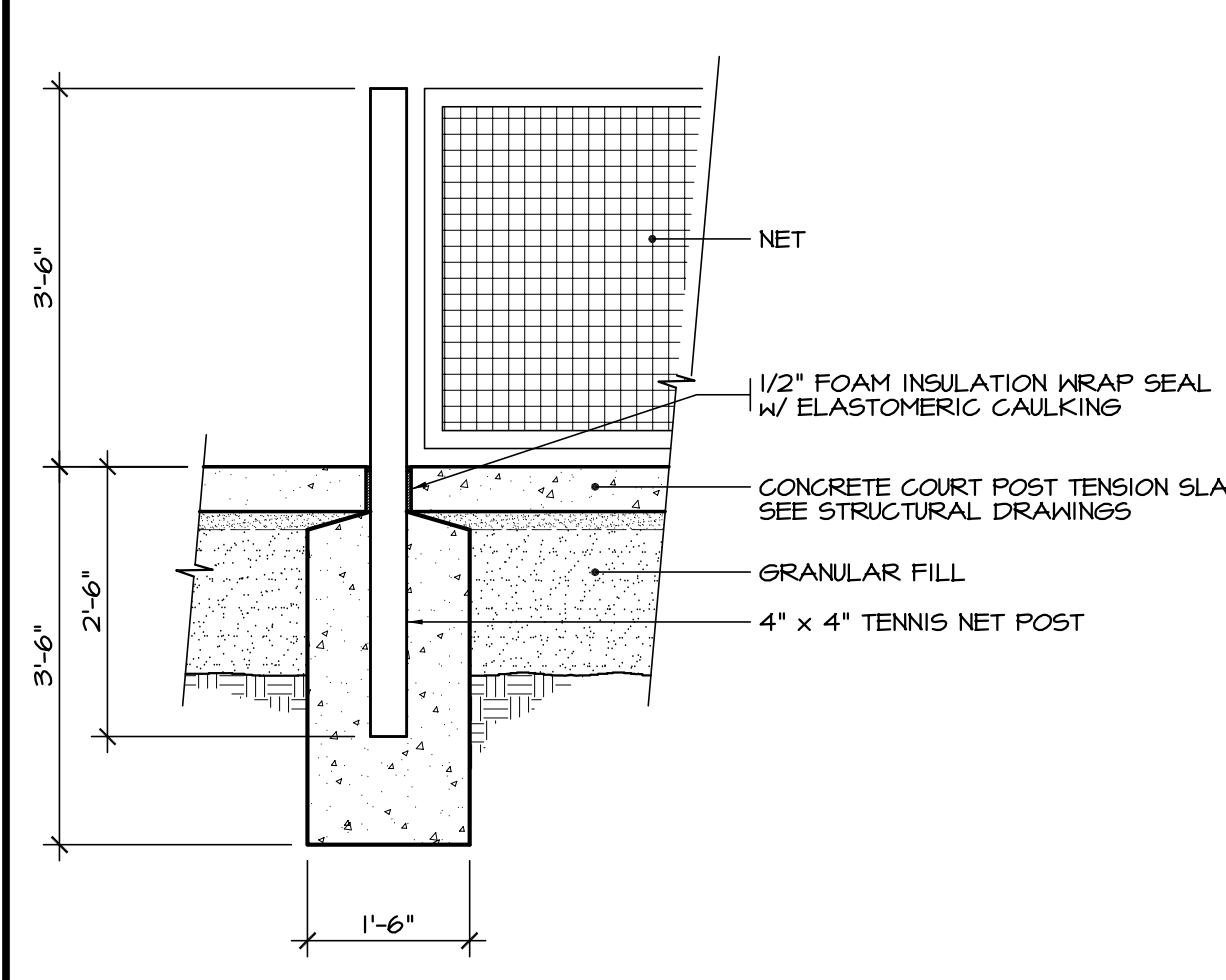 3'-6"
NET
1/2" FOAM INSULATION WRAP SEAL
w/ ELASTOMERIC CAULKING
CONCRETE COURT POST TENSION SLA
SEE STRUCTURAL DRAWINGS
GRANULAR FILL
4" x 4" TENNIS NET POST
2'-6"
3'-6"
1'-6"